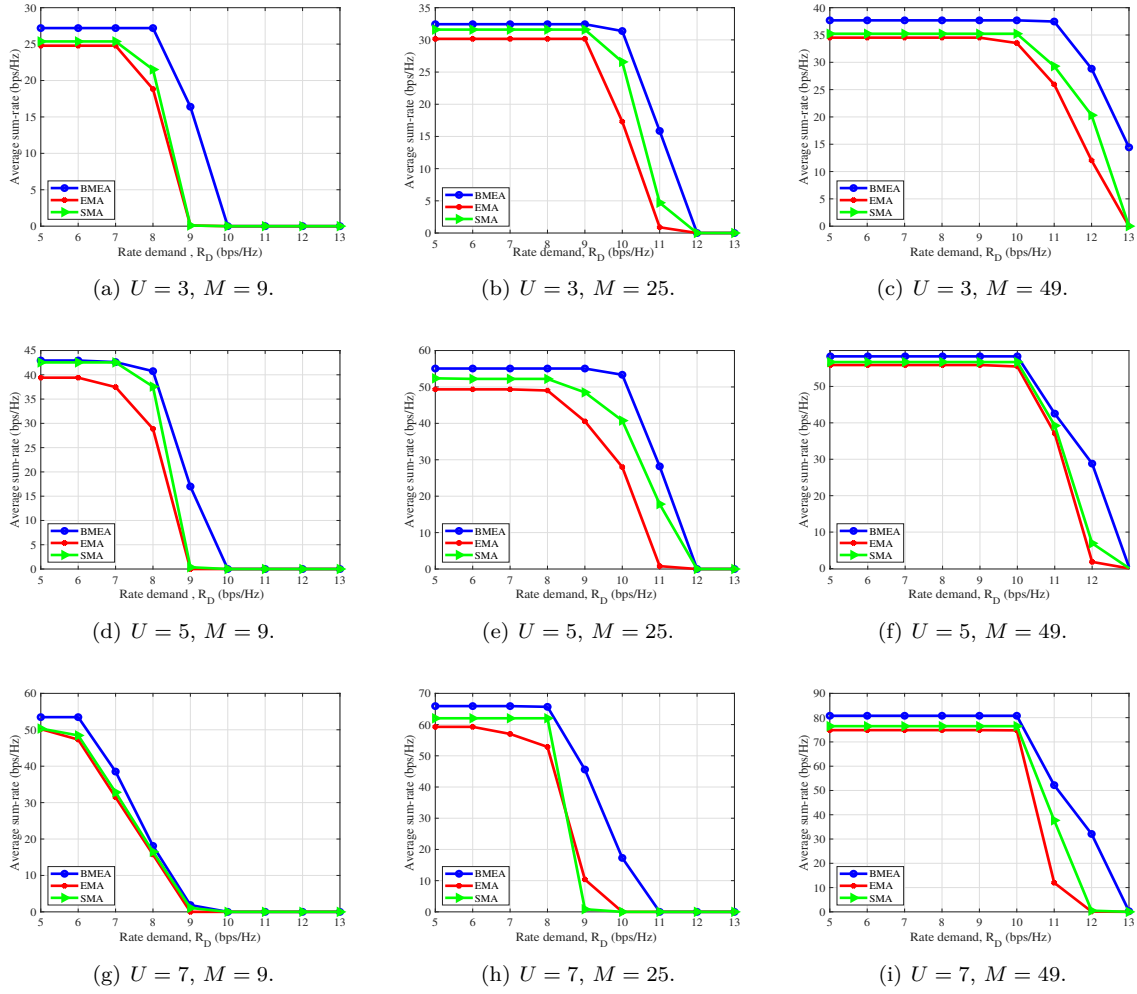 30
25
20
15
10
5
0
Average sum-rate (bps/Hz)
BMEA
EMA
SMA
5 6 7 8 9 10 11 12 13
Rate demand , R_D (bps/Hz)
(a) U = 3, M = 9.
35
30
25
20
15
10
5
0
Average sum-rate (bps/Hz)
BMEA
EMA
SMA
5 6 7 8 9 10 11 12 13
Rate demand, R_D (bps/Hz)
(b) U = 3, M = 25.
40
35
30
25
20
15
10
5
0
Average sum-rate (bps/Hz)
BMEA
EMA
SMA
5 6 7 8 9 10 11 12 13
Rate demand, R_D (bps/Hz)
(c) U = 3, M = 49.
45
40
35
30
25
20
15
10
5
0
Average sum-rate (bps/Hz)
BMEA
EMA
SMA
5 6 7 8 9 10 11 12 13
Rate demand , R_D (bps/Hz)
(d) U = 5, M = 9.
60
50
40
30
20
10
0
Average sum-rate (bps/Hz)
BMEA
EMA
SMA
5 6 7 8 9 10 11 12 13
Rate demand, R_D (bps/Hz)
(e) U = 5, M = 25.
50
40
30
20
10
0
Average sum-rate (bps/Hz)
BMEA
EMA
SMA
5 6 7 8 9 10 11 12
Rate demand, R_D (bps/Hz)
(f) U = 5, M = 49.
60
50
40
30
20
10
0
Average sum-rate (bps/Hz)
BMEA
EMA
SMA
5 6 7 8 9 10 11 12 13
Rate demand, R_D (bps/Hz)
(g) U = 7, M = 9.
70
60
50
40
30
20
10
0
Average sum-rate (bps/Hz)
BMEA
EMA
SMA
5 6 7 8 9 10 11 12 13
Rate demand, R_D (bps/Hz)
(h) U = 7, M = 25.
90
80
70
60
50
40
30
20
10
0
Average sum-rate (bps/Hz)
BMEA
EMA
SMA
5 6 7 8 9 10 11 12 13
Rate demand, R_D (bps/Hz)
(i) U = 7, M = 49.